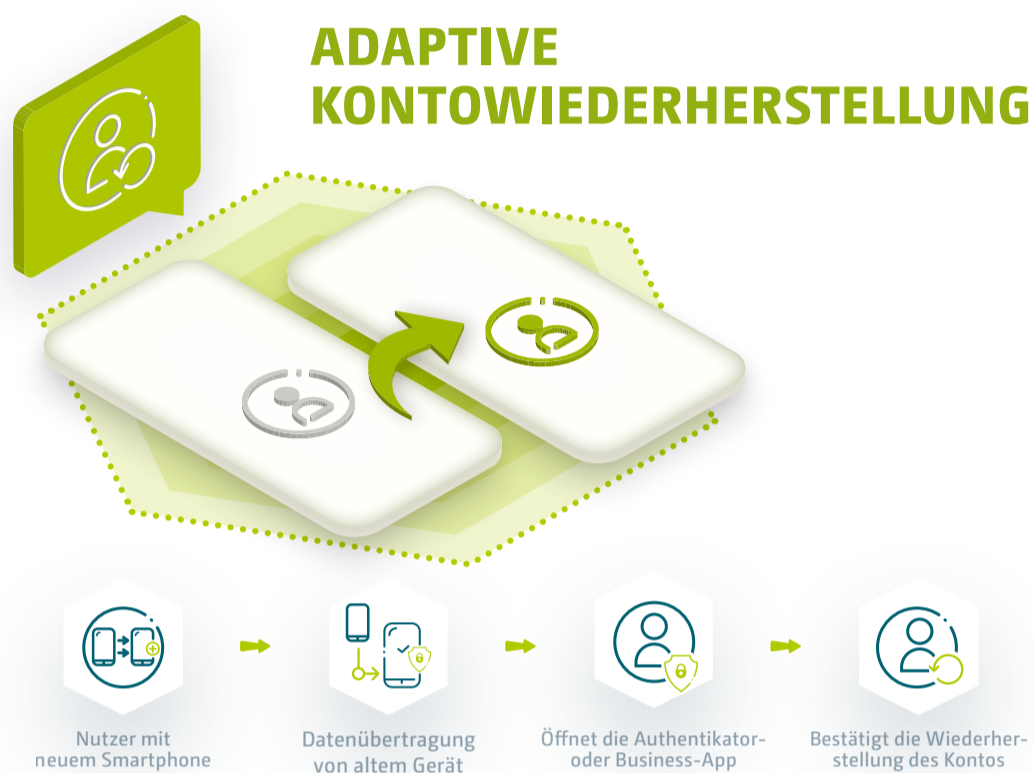 ADAPTIVE
KONTOWIEDERHERSTELLUNG
Nutzer mit
neuem Smartphone
Datenübertragung
von altem Gerät
Öffnet die Authentikator-
oder Business-App
Bestätigt die Wiederher-
stellung des Kontos